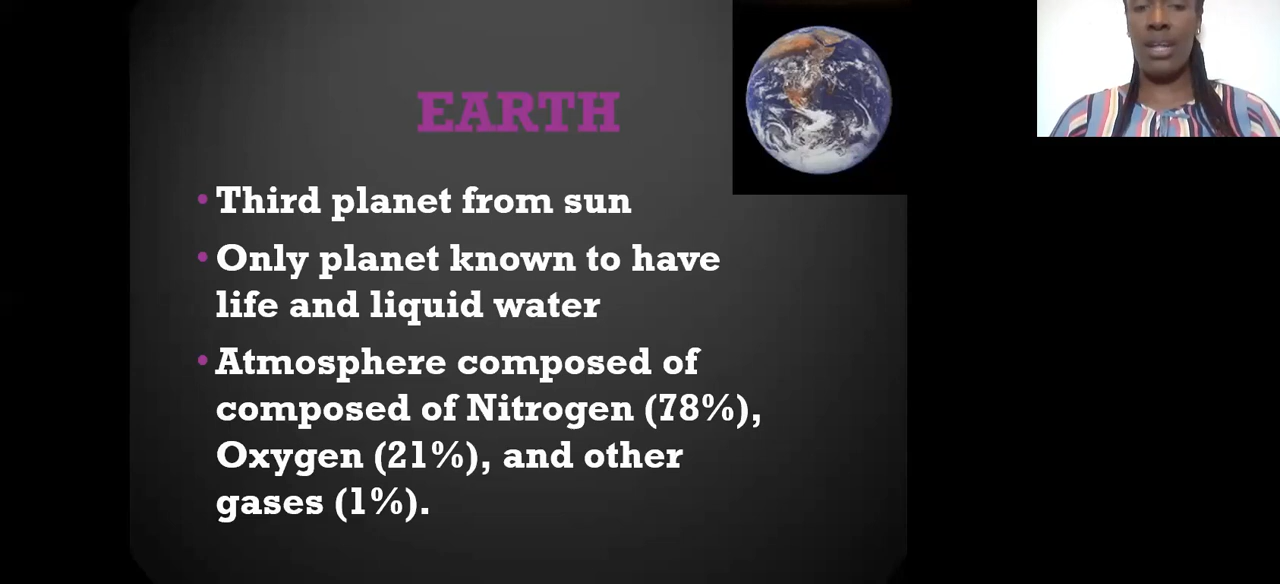 EARTH
• Third planet from sun
• Only planet known to have
life and liquid water
• Atmosphere composed of
composed of Nitrogen (78%),
Oxygen (21%), and other
gases (1%).